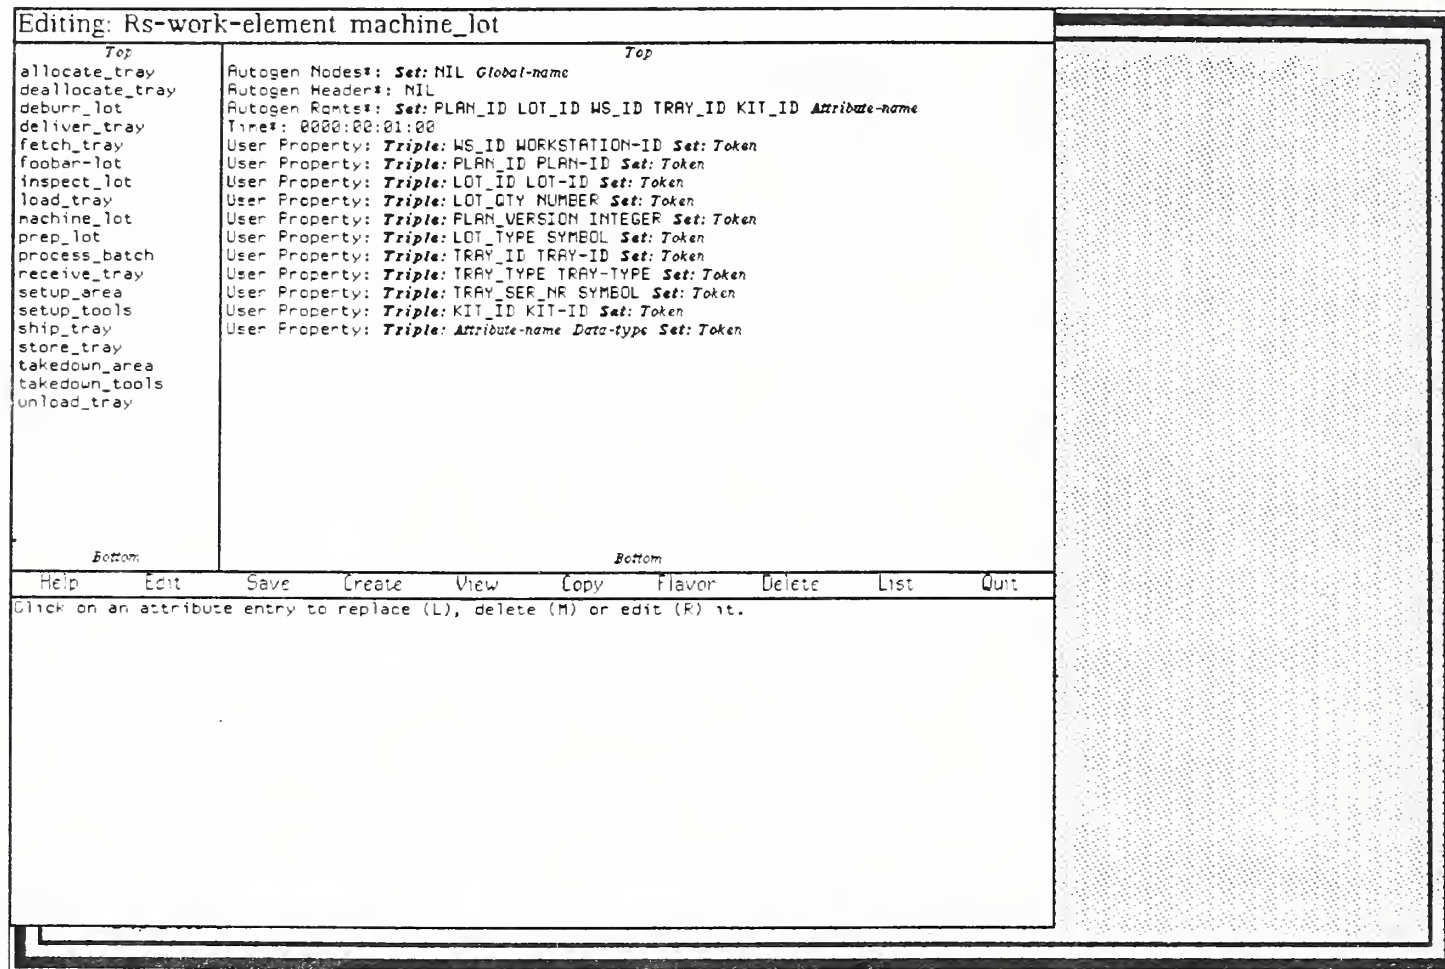 Editing: Rs-work-element machine_lot
Top
allocate_tray
deallocate_tray
deburr_lot
deliver_tray
fetch_tray
foobar-lot
inspect_lot
load_tray
machine_lot
prep_lot
process_batch
receive_tray
setup_area
setup_tools
ship_tray
store_tray
takedown_area
takedown_tools
unload_tray
Bottom
Top
Autogen Nodes*: Set: NIL Global-name
Autogen Header*: NIL
Autogen Rqmts*: Set: PLAN_ID LOT_ID WS_ID TRAY_ID KIT_ID Attribute-name
Time*: 0000:00:01:00
User Property: Triple: WS_ID WORKSTATION-ID Set: Token
User Property: Triple: PLAN_ID PLAN-ID Set: Token
User Property: Triple: LOT_ID LOT-ID Set: Token
User Property: Triple: LOT_QTY NUMBER Set: Token
User Property: Triple: PLAN_VERSION INTEGER Set: Token
User Property: Triple: LOT_TYPE SYMBOL Set: Token
User Property: Triple: TRAY_ID TRAY-ID Set: Token
User Property: Triple: TRAY_TYPE TRAY-TYPE Set: Token
User Property: Triple: TRAY_SER_NR SYMBOL Set: Token
User Property: Triple: KIT_ID KIT-ID Set: Token
User Property: Triple: Attribute-name Data-type Set: Token
Bottom
Help Edit Save Create View Copy Flavor Delete List Quit
Click on an attribute entry to replace (L), delete (M) or edit (R) it.